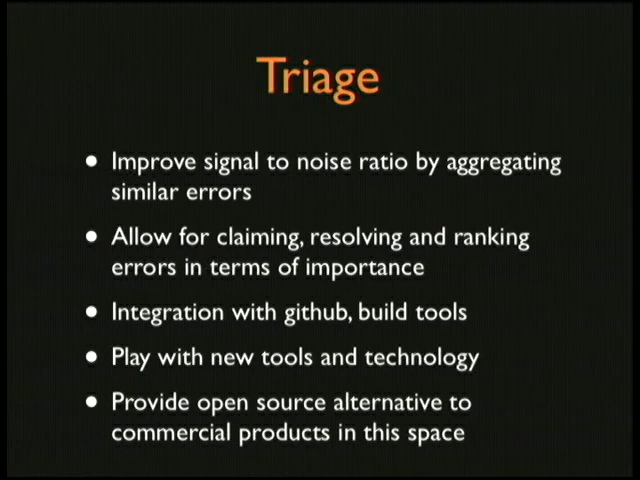 Triage
• Improve signal to noise ratio by aggregating
similar errors
• Allow for claiming, resolving and ranking
errors in terms of importance
• Integration with github, build tools
• Play with new tools and technology
• Provide open source alternative to
commercial products in this space